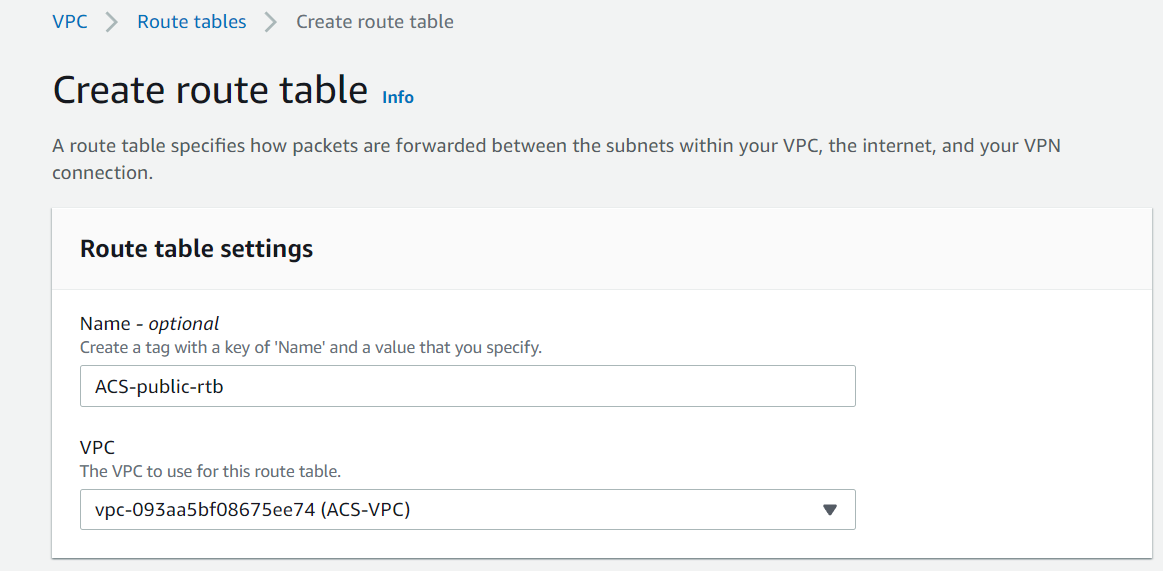 VPC > Route tables > Create route table
Create route table Info
A route table specifies how packets are forwarded between the subnets within your VPC, the internet, and your VPN
connection.
Route table settings
Name - optional
Create a tag with a key of 'Name' and a value that you specify.
ACS-public-rtb
VPC
The VPC to use for this route table.
vpc-093aa5bf08675ee74 (ACS-VPC)